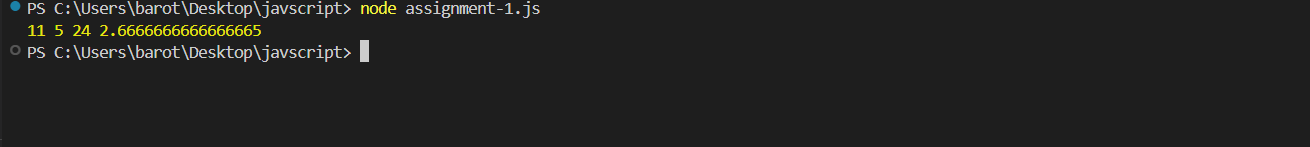 PS C:\Users\barot\Desktop\javscript> node assignment-1.js
11 5 24 2.6666666666666665
PS C:\Users\barot\Desktop\javscript>